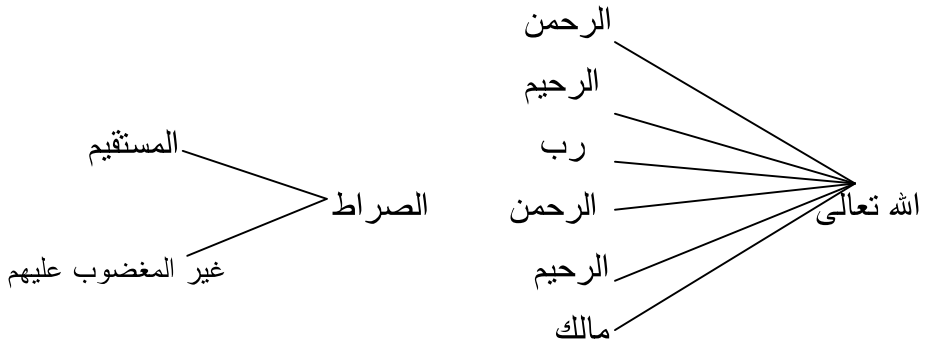 الله تعالى
الرحمن
الرحيم
رب
الرحمن
الرحيم
مالك
الصراط
المستقيم
غير المغضوب عليهم